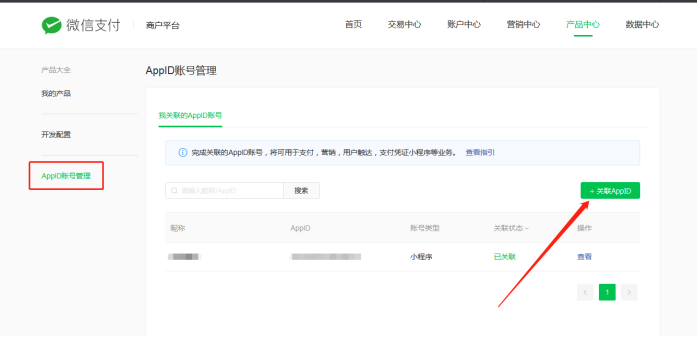 微信支付 商户平台 首页 交易中心 账户中心 营销中心 产品中心 数据中心
产品大全
我的产品
开发配置
AppID账号管理
AppID账号管理
我关联的AppID账号
完成关联的AppID账号，将可用于支付，营销，用户触达，支付凭证小程序等业务。 查看指引
请输入昵称/AppID 搜索 + 关联AppID
昵称 AppID 账号类型 关联状态 操作
小程序 已关联 查看
< 1 >